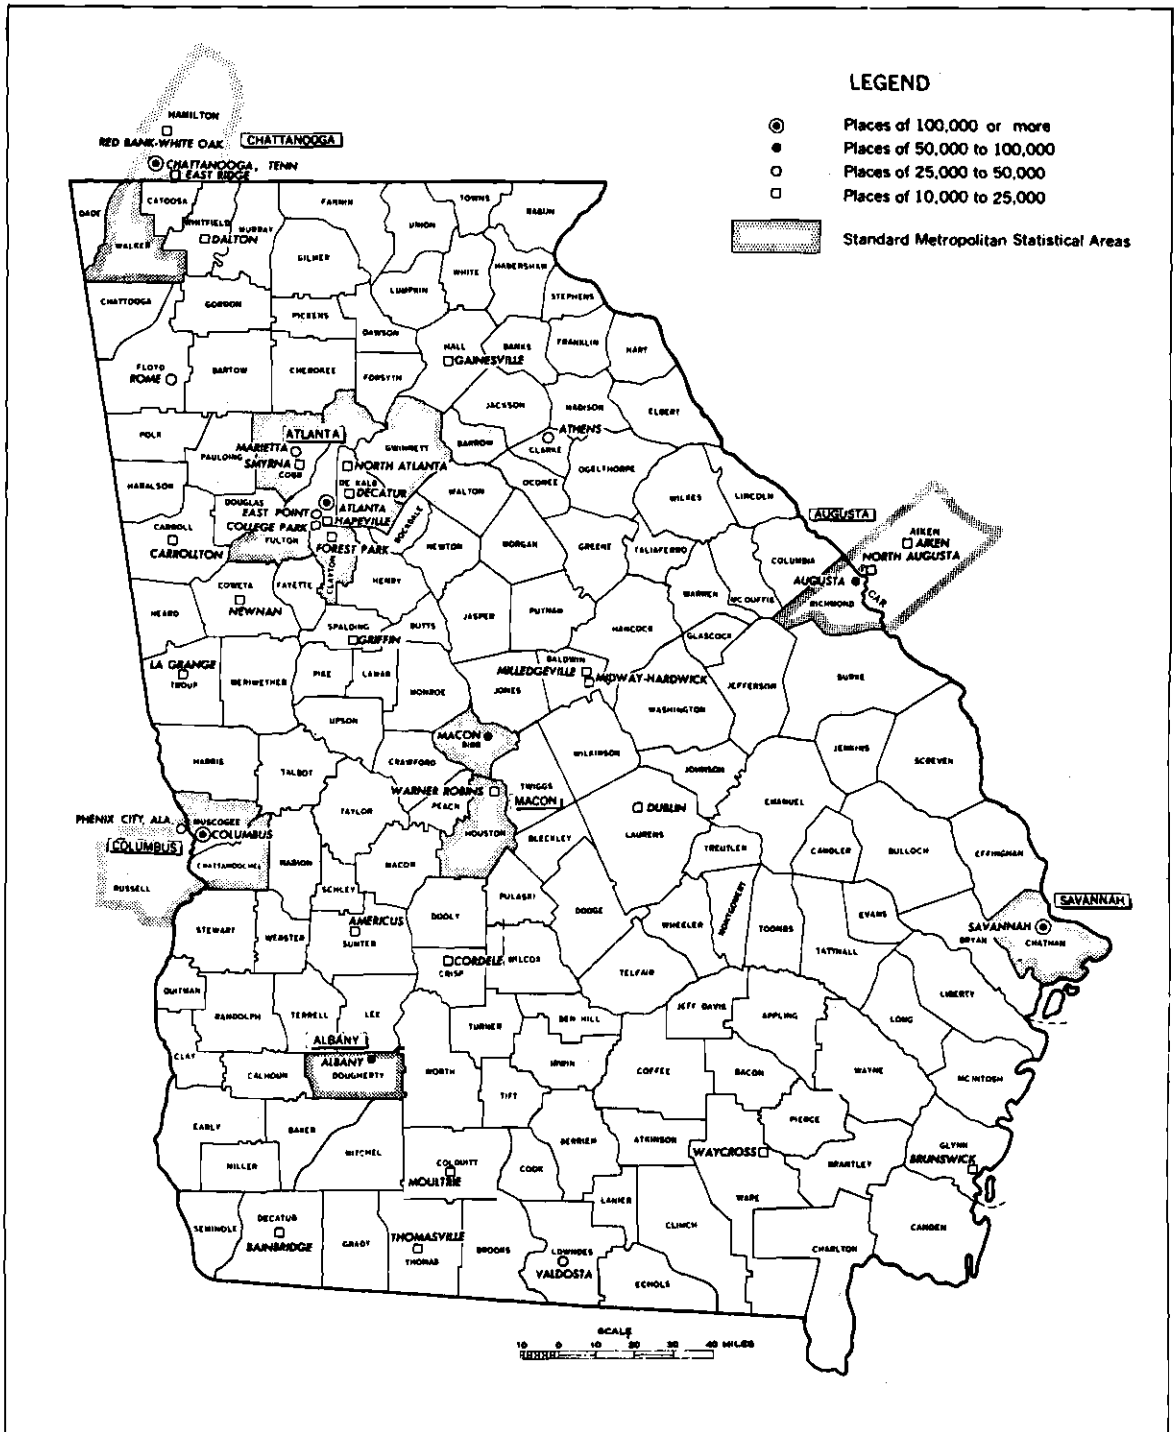 LEGEND
Places of 100,000 or more
Places of 50,000 to 100,000
Places of 25,000 to 50,000
Places of 10,000 to 25,000
Standard Metropolitan Statistical Areas
HAMILTON
RED BANK-WHITE OAK
CHATTANOOGA
CHATTANOOGA, TENN
EAST RIDGE
DADE
CATOOSA
WALKER
WHITFIELD
DALTON
MURRAY
FANNIN
GILMER
UNION
TOWNS
RABUN
WHITE
HABERSHAM
LUMPKIN
STEPHENS
CHATTOOGA
GORDON
PICKENS
DAWSON
HALL
GAINESVILLE
BANKS
FRANKLIN
HART
FLOYD
ROME
BARTOW
CHEROKEE
FORSYTH
JACKSON
MADISON
ELBERT
POLK
PAULDING
ATLANTA
MARIETTA
SMYRNA
COBB
NORTH ATLANTA
GWINNETT
BARROW
ATHENS
CLARKE
OGELTHORPE
OCONEE
HARALSON
DOUGLAS
DE KALB
DECATUR
ATLANTA
EAST POINT
HAPEVILLE
COLLEGE PARK
FULTON
FOREST PARK
ROCKDALE
WALTON
NEWTON
MORGAN
GREENE
WILKES
LINCOLN
TALIAFERRO
CARROLL
CARROLLTON
CLAYTON
COWETA
NEWNAN
FAYETTE
HENRY
HEARD
SPALDING
GRIFFIN
BUTTS
JASPER
PUTNAM
HANCOCK
WARREN
MC DUFFIE
COLUMBIA
AUGUSTA
AIKEN
AIKEN
NORTH AUGUSTA
AUGUSTA
CAR
RICHMOND
GLASCOCK
LA GRANGE
TROUP
MERIWETHER
PIKE
LAMAR
MONROE
JONES
BALDWIN
MILLEDGEVILLE
MIDWAY-HARDWICK
WASHINGTON
JEFFERSON
BURKE
UPSON
MACON
BIBB
WILKINSON
JENKINS
SCREVEN
HARRIS
TALBOT
CRAWFORD
TWIGGS
JOHNSON
WARNER ROBINS
MACON
PEACH
TAYLOR
HOUSTON
BLECKLEY
DUBLIN
LAURENS
EMANUEL
TREUTLEN
CANDLER
BULLOCH
EFFINGHAM
PHENIX CITY, ALA.
MUSCOGEE
COLUMBUS
COLUMBUS
CHATTAHOOCHEE
RUSSELL
MARION
MACON
SCHLEY
DOOLY
PULASKI
DODGE
WHEELER
MONTGOMERY
TOOMBS
EVANS
TATTNALL
SAVANNAH
SAVANNAH
CHATHAM
BRYAN
STEWART
WEBSTER
AMERICUS
SUMTER
CORDELE
CRISP
WILCOX
TELFAIR
LIBERTY
QUITMAN
RANDOLPH
TERRELL
LEE
TURNER
BEN HILL
JEFF DAVIS
APPLING
LONG
CLAY
ALBANY
ALBANY
DOUGHERTY
CALHOUN
WORTH
IRWIN
COFFEE
BACON
WAYNE
MC INTOSH
TIFT
EARLY
BAKER
MITCHEL
BERRIEN
ATKINSON
PIERCE
WAYCROSS
BRANTLEY
GLYNN
BRUNSWICK
MILLER
COLQUITT
MOULTRIE
COOK
LANIER
CLINCH
WARE
CAMDEN
SEMINOLE
DECATUR
BAINBRIDGE
GRADY
THOMASVILLE
THOMAS
BROOKS
LOWNDES
VALDOSTA
ECHOLS
CHARLTON
SCALE
10 0 10 20 30 40 MILES